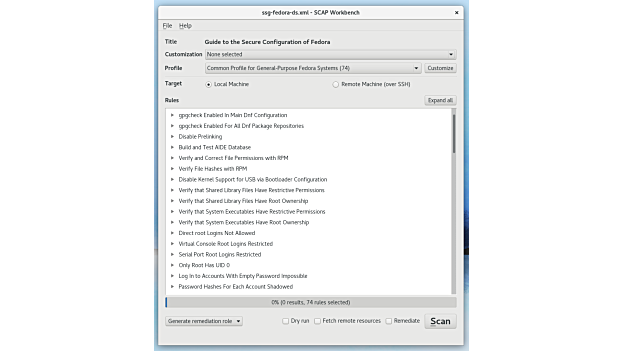 ssg-fedora-ds.xml - SCAP Workbench
File Help
Title Guide to the Secure Configuration of Fedora
Customization None selected
Profile Common Profile for General-Purpose Fedora Systems (74) Customize
Target Local Machine Remote Machine (over SSH)
Rules Expand all
gpgcheck Enabled In Main Dnf Configuration
gpgcheck Enabled For All Dnf Package Repositories
Disable Prelinking
Build and Test AIDE Database
Verify and Correct File Permissions with RPM
Verify File Hashes with RPM
Disable Kernel Support for USB via Bootloader Configuration
Verify that Shared Library Files Have Restrictive Permissions
Verify that Shared Library Files Have Root Ownership
Verify that System Executables Have Restrictive Permissions
Verify that System Executables Have Root Ownership
Direct root Logins Not Allowed
Virtual Console Root Logins Restricted
Serial Port Root Logins Restricted
Only Root Has UID 0
Log In to Accounts With Empty Password Impossible
Password Hashes For Each Account Shadowed
0% (0 results, 74 rules selected)
Generate remediation role Dry run Fetch remote resources Remediate Scan